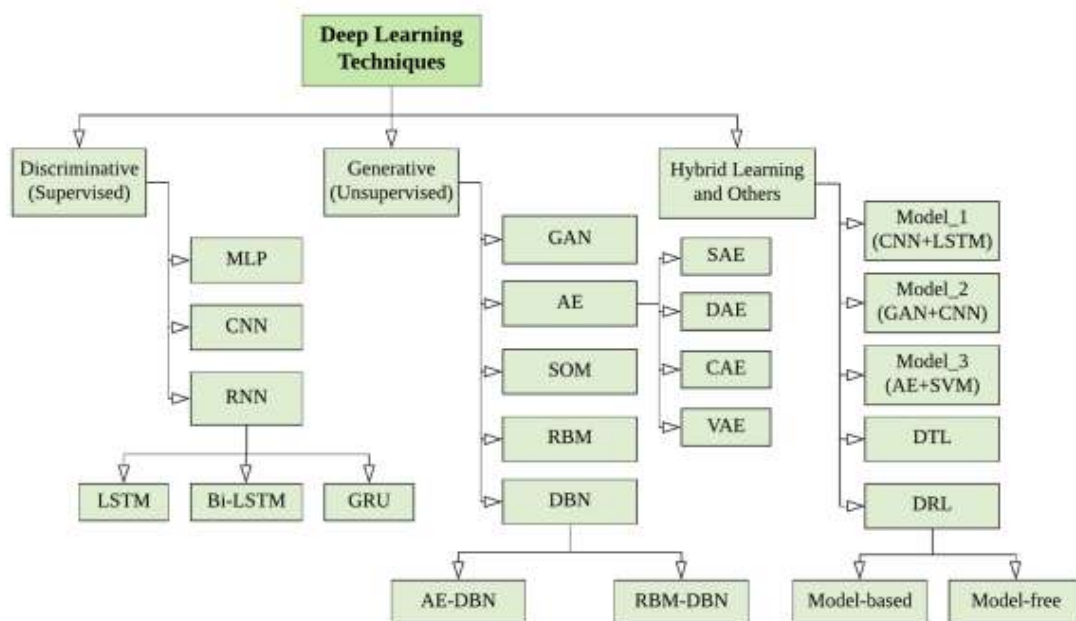 Deep Learning
Techniques
Discriminative
(Supervised)
Generative
(Unsupervised)
Hybrid Learning
and Others
MLP
CNN
RNN
LSTM
Bi-LSTM
GRU
GAN
AE
SOM
RBM
DBN
SAE
DAE
CAE
VAE
AE-DBN
RBM-DBN
Model_1
(CNN+LSTM)
Model_2
(GAN+CNN)
Model_3
(AE+SVM)
DTL
DRL
Model-based
Model-free